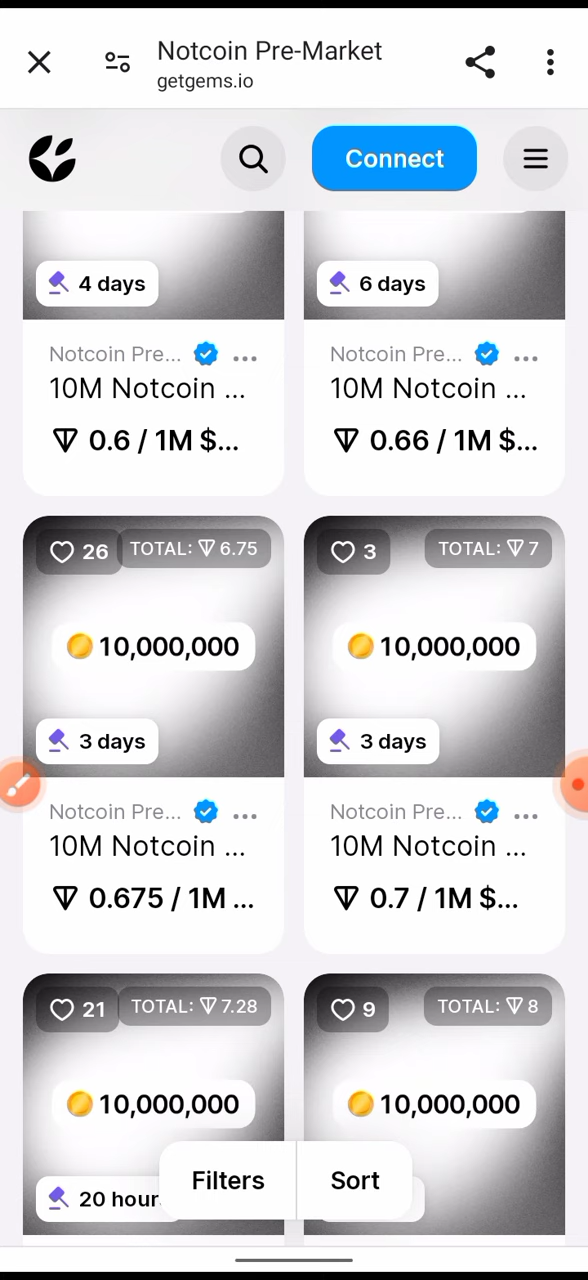 Notcoin Pre-Market
getgems.io
Connect
4 days
6 days
Notcoin Pre...
Notcoin Pre...
10M Notcoin ...
10M Notcoin ...
0.6 / 1M $...
0.66 / 1M $...
26
TOTAL: 6.75
3
TOTAL: 7
10,000,000
10,000,000
3 days
3 days
Notcoin Pre...
Notcoin Pre...
10M Notcoin ...
10M Notcoin ...
0.675 / 1M ...
0.7 / 1M $...
21
TOTAL: 7.28
9
TOTAL: 8
10,000,000
10,000,000
Filters
Sort
20 hour